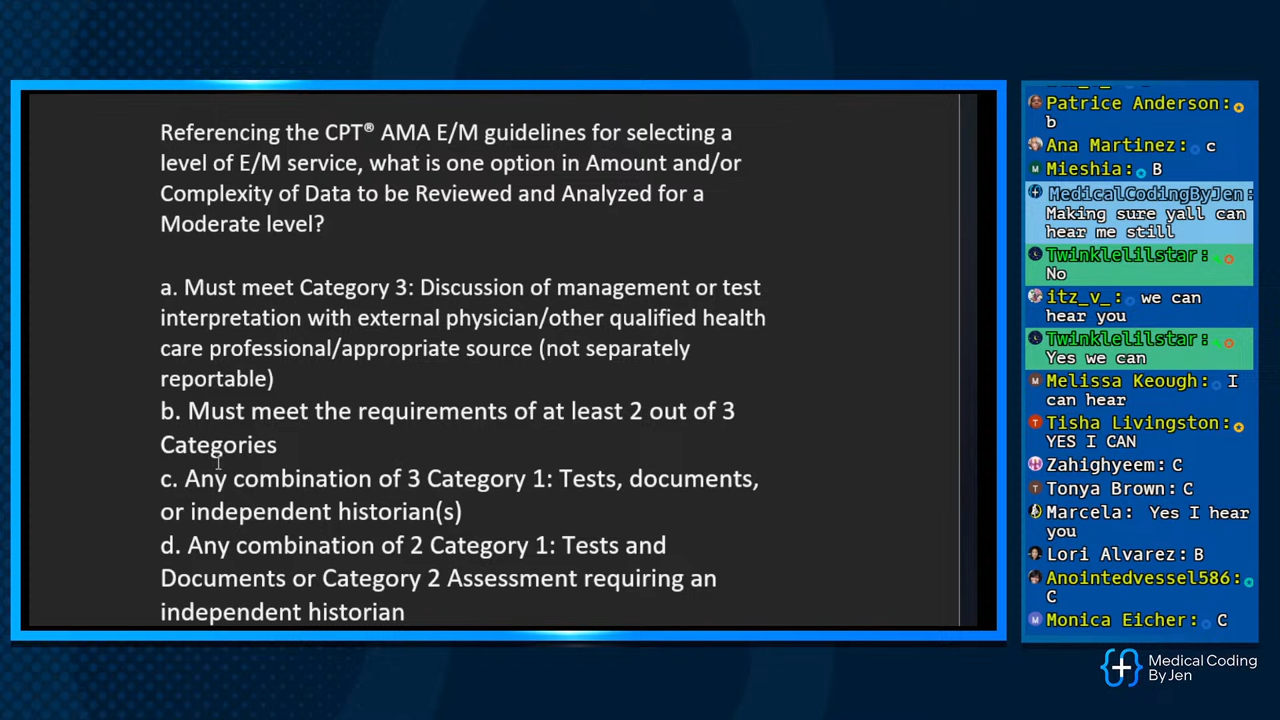 Referencing the CPT® AMA E/M guidelines for selecting a
level of E/M service, what is one option in Amount and/or
Complexity of Data to be Reviewed and Analyzed for a
Moderate level?
a. Must meet Category 3: Discussion of management or test
interpretation with external physician/other qualified health
care professional/appropriate source (not separately
reportable)
b. Must meet the requirements of at least 2 out of 3
Categories
c. Any combination of 3 Category 1: Tests, documents,
or independent historian(s)
d. Any combination of 2 Category 1: Tests and
Documents or Category 2 Assessment requiring an
independent historian
Patrice Anderson:
b
Ana Martinez: c
Mieshia: B
MedicalCodingByJen:
Making sure yall can
hear me still
Twinklelilstar:
No
itz_v_: we can
hear you
Twinklelilstar:
Yes we can
Melissa Keough: I
can hear
Tisha Livingston:
YES I CAN
Zahighyeem: C
Tonya Brown: C
Marcela: Yes I hear
you
Lori Alvarez: B
Anointedvessel586:
C
Monica Eicher: C
Medical Coding
By Jen